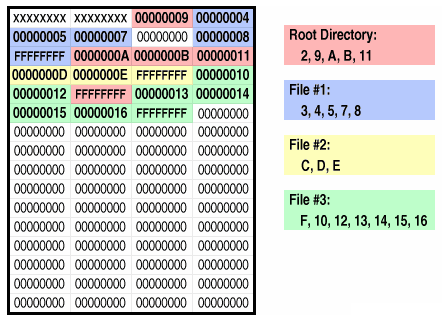 XXXXXXXX XXXXXXXX 00000009 00000004
00000005 00000007 00000000 00000008
FFFFFFFF 0000000A 0000000B 00000011
0000000D 0000000E FFFFFFFF 00000010
00000012 FFFFFFFF 00000013 00000014
00000015 00000016 FFFFFFFF 00000000
00000000 00000000 00000000 00000000
00000000 00000000 00000000 00000000
00000000 00000000 00000000 00000000
00000000 00000000 00000000 00000000
00000000 00000000 00000000 00000000
00000000 00000000 00000000 00000000
00000000 00000000 00000000 00000000
00000000 00000000 00000000 00000000
00000000 00000000 00000000 00000000
00000000 00000000 00000000 00000000
Root Directory:
2, 9, A, B, 11
File #1:
3, 4, 5, 7, 8
File #2:
C, D, E
File #3:
F, 10, 12, 13, 14, 15, 16